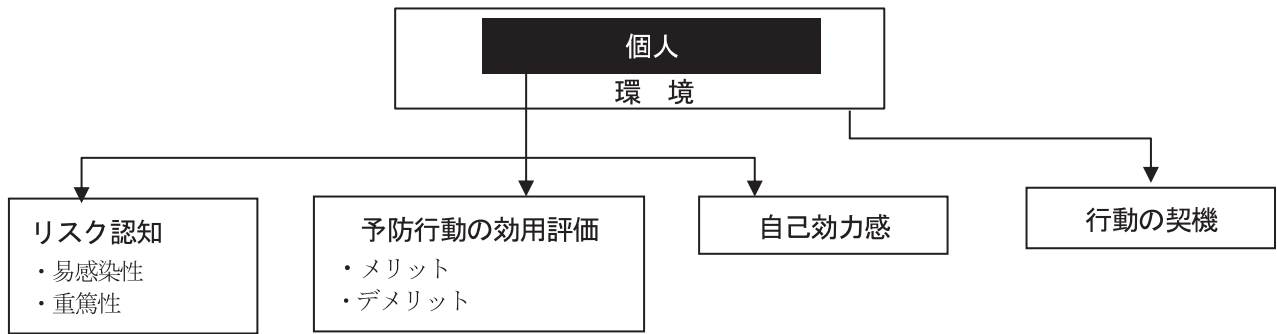 個人
環　境
リスク認知
・易感染性
・重篤性
予防行動の効用評価
・メリット
・デメリット
自己効力感
行動の契機